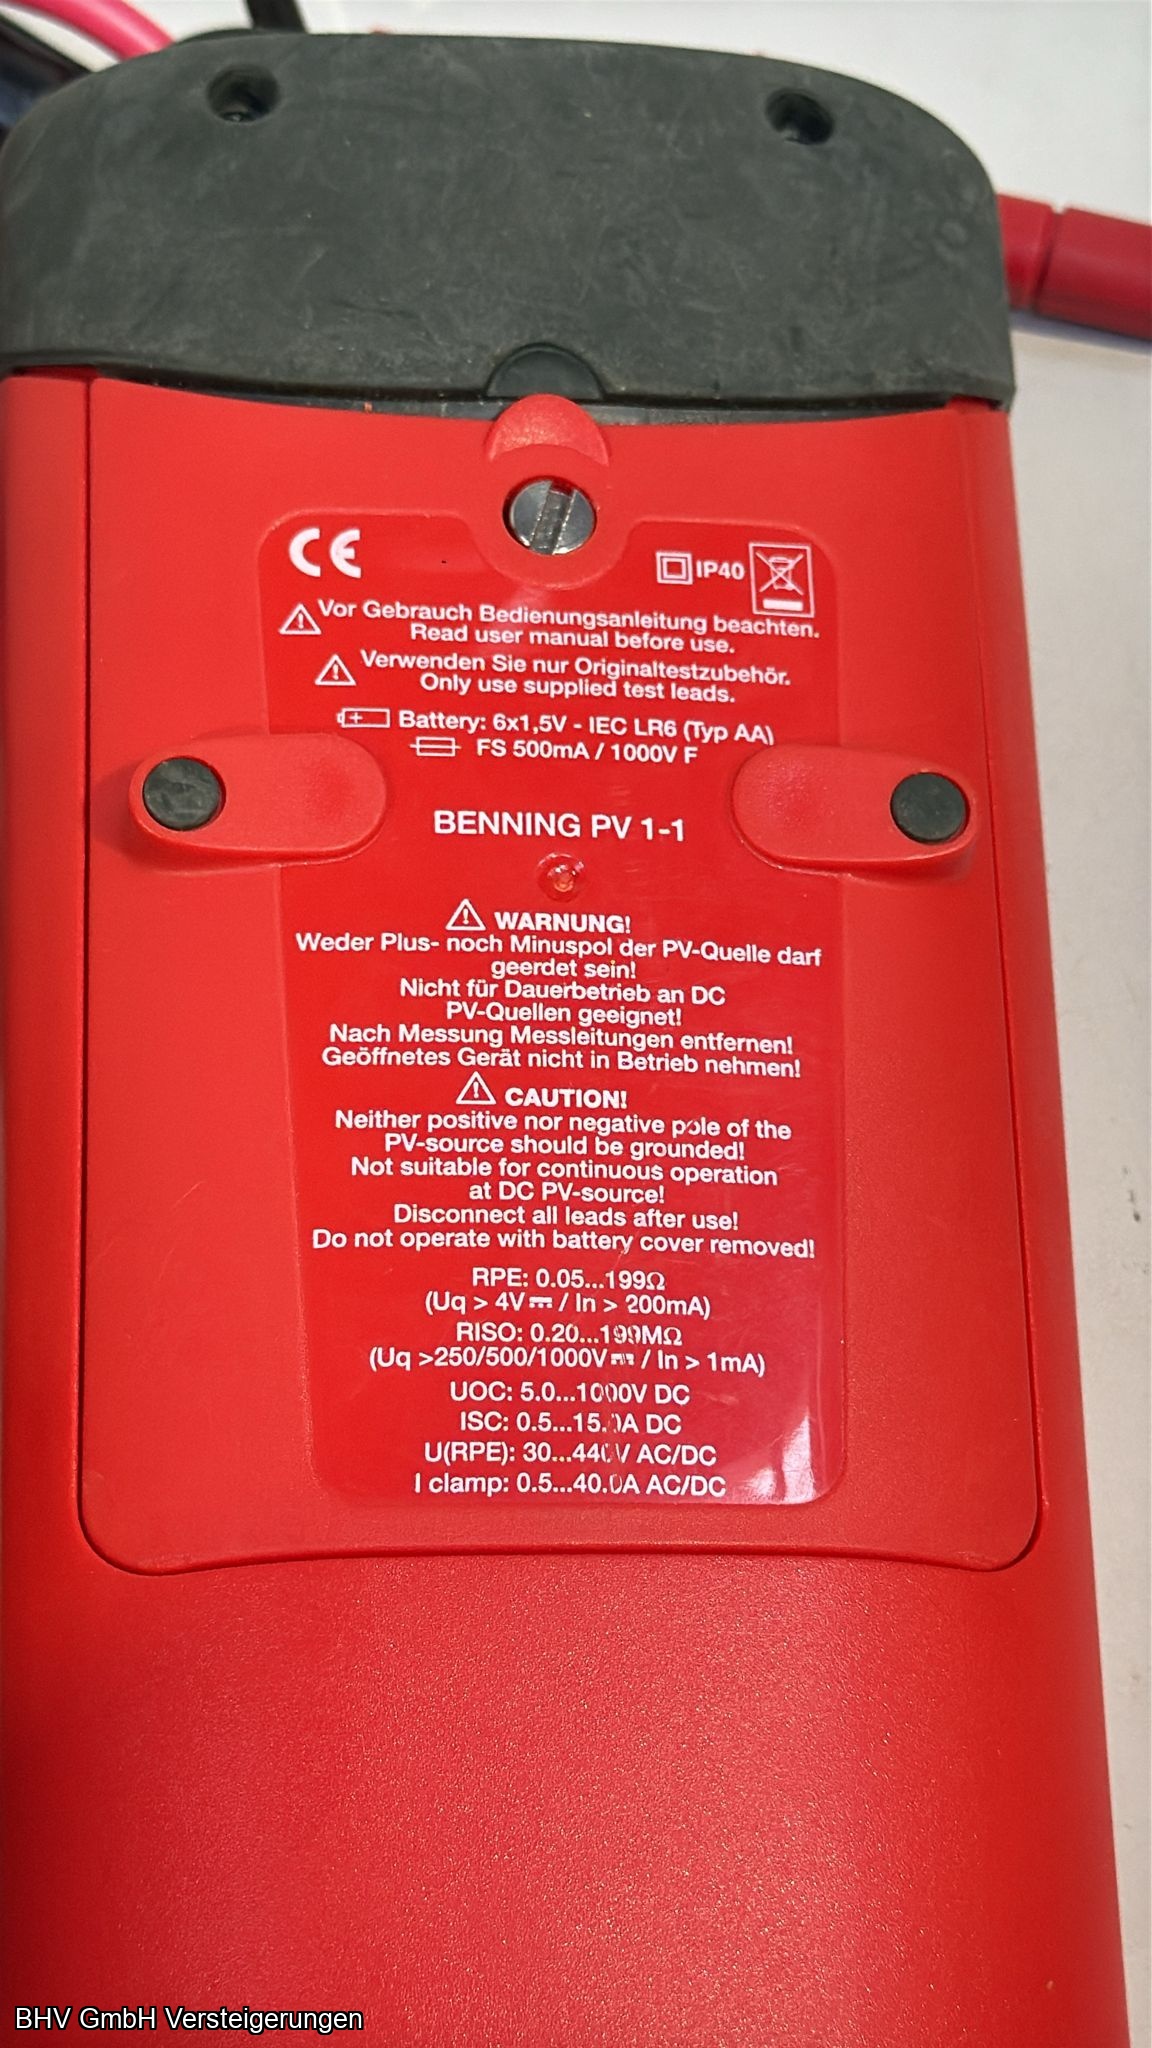 CE
IP40
Vor Gebrauch Bedienungsanleitung beachten.
Read user manual before use.
Verwenden Sie nur Originaltestzubehör.
Only use supplied test leads.
Battery: 6x1,5V - IEC LR6 (Typ AA)
FS 500mA / 1000V F
BENNING PV 1-1
WARNUNG!
Weder Plus- noch Minuspol der PV-Quelle darf
geerdet sein!
Nicht für Dauerbetrieb an DC
PV-Quellen geeignet!
Nach Messung Messleitungen entfernen!
Geöffnetes Gerät nicht in Betrieb nehmen!
CAUTION!
Neither positive nor negative pole of the
PV-source should be grounded!
Not suitable for continuous operation
at DC PV-source!
Disconnect all leads after use!
Do not operate with battery cover removed!
RPE: 0.05...199Ω
(Uq > 4V⎓ / In > 200mA)
RISO: 0.20...199MΩ
(Uq >250/500/1000V⎓ / In > 1mA)
UOC: 5.0...1000V DC
ISC: 0.5...15.0A DC
U(RPE): 30...440V AC/DC
I clamp: 0.5...40.0A AC/DC
BHV GmbH Versteigerungen